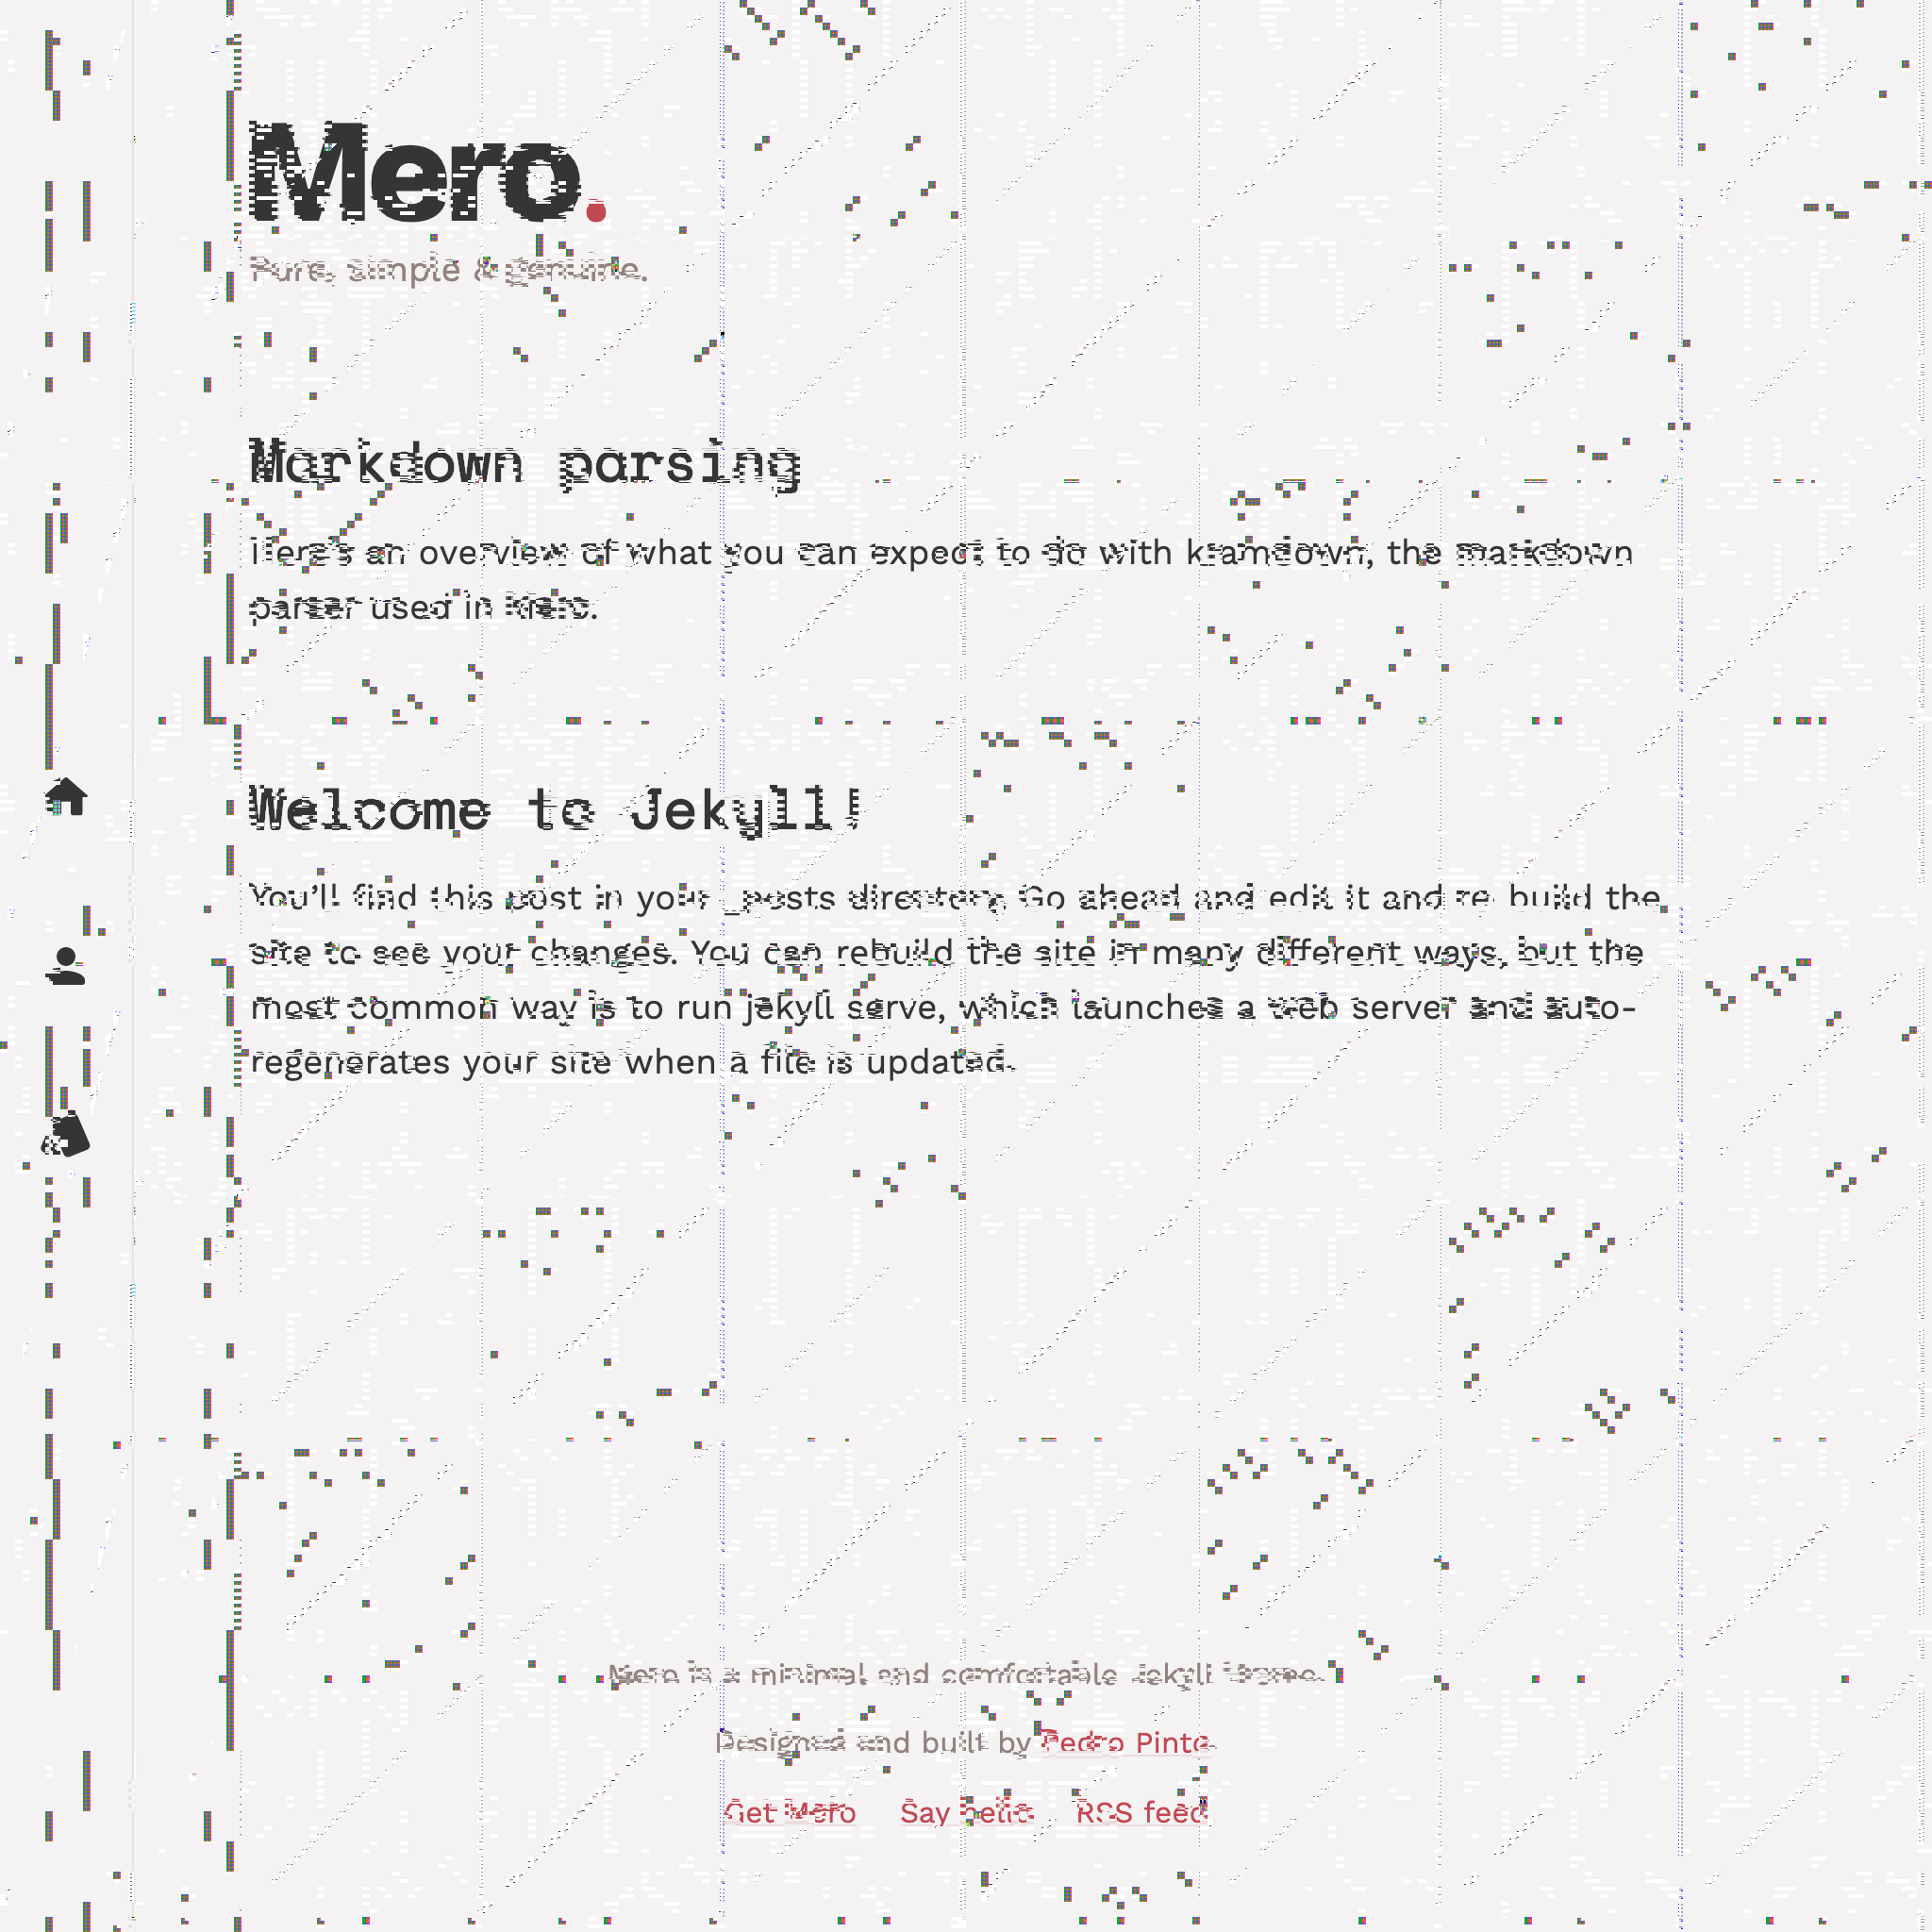 Mero.
Pure, simple & genuine.
Markdown parsing
Here's an overview of what you can expect to do with kramdown, the markdown
parser used in Mero.
Welcome to Jekyll!
You’ll find this post in your _posts directory. Go ahead and edit it and re-build the
site to see your changes. You can rebuild the site in many different ways, but the
most common way is to run jekyll serve, which launches a web server and auto-
regenerates your site when a file is updated.
Mero is a minimal and comfortable Jekyll theme.
Designed and built by Pedro Pinto.
Get Mero Say hello RSS feed